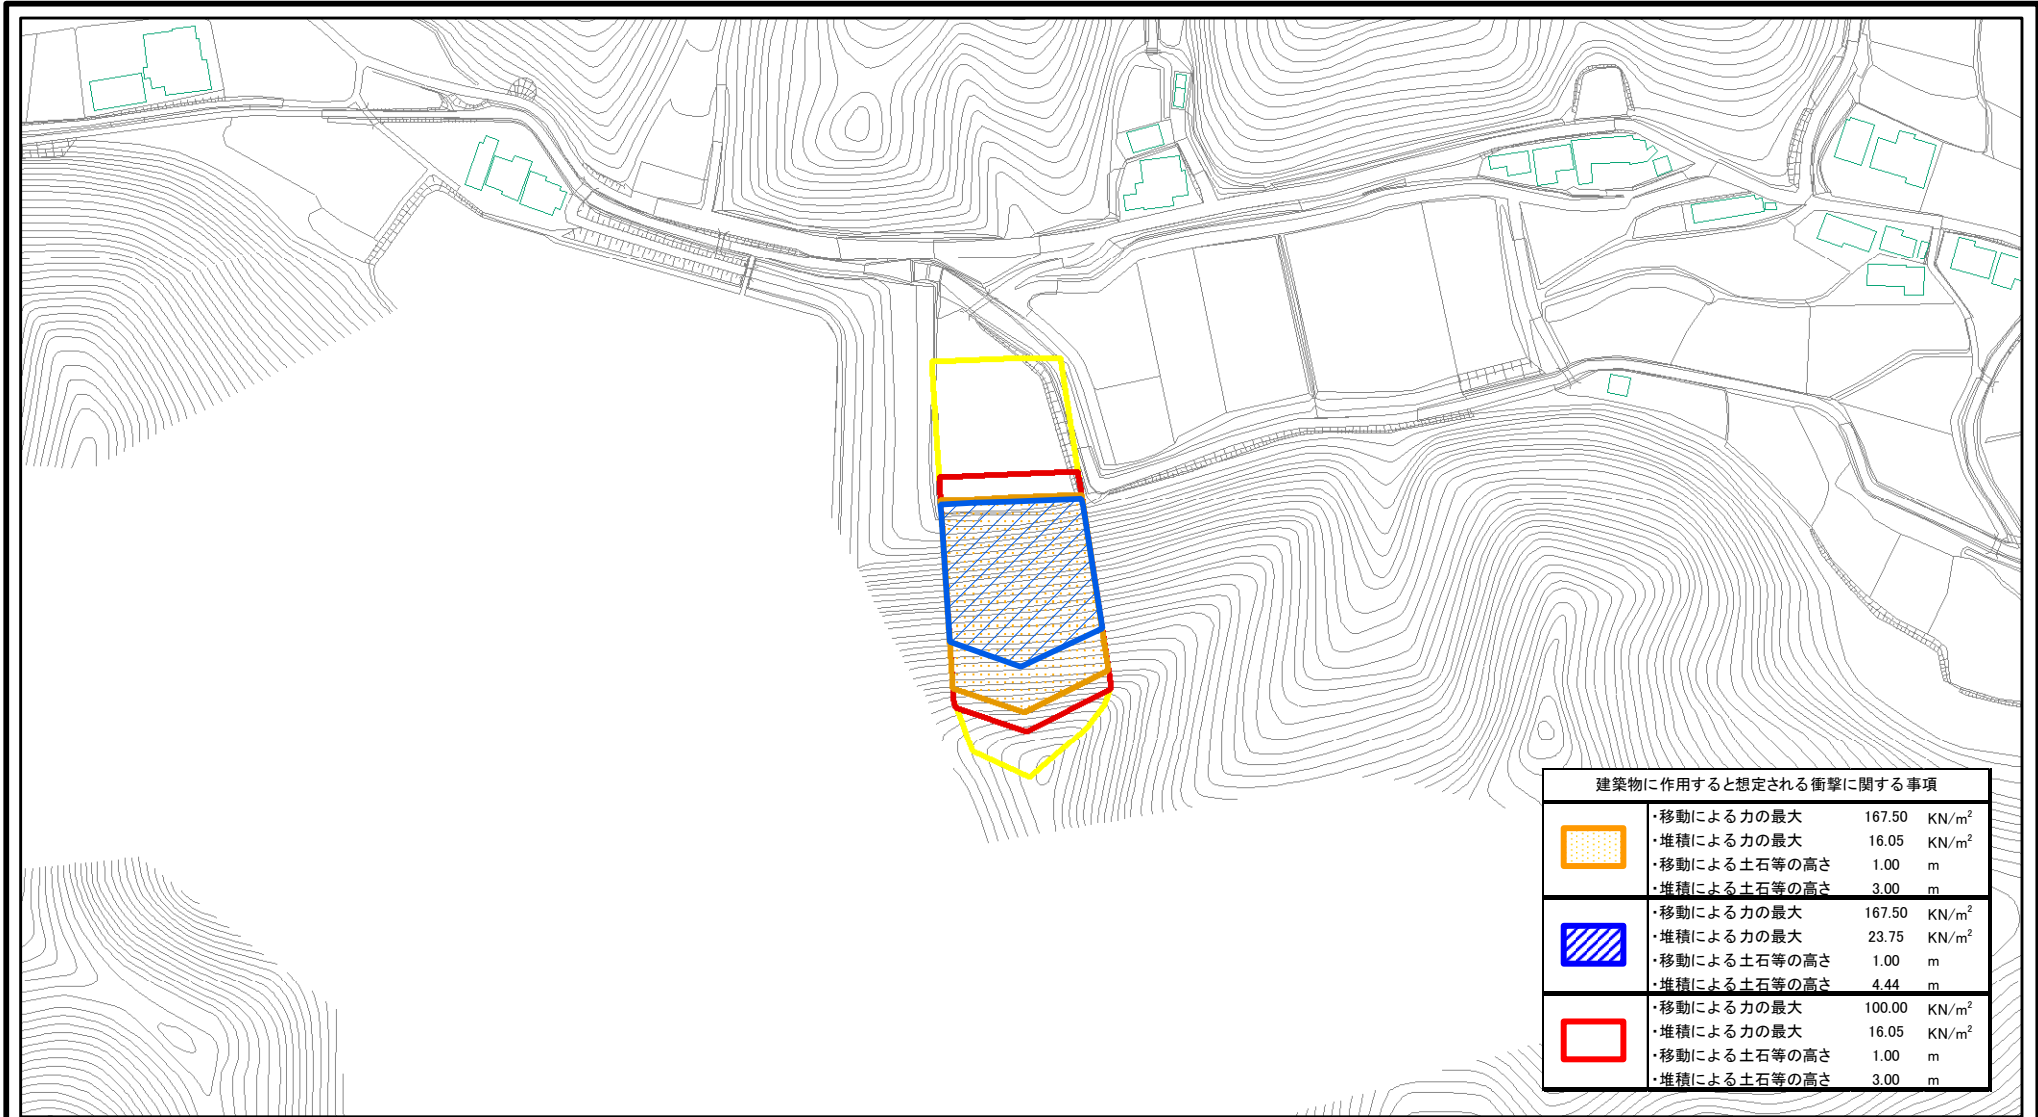 建築物に作用すると想定される衝撃に関する事項
・移動による力の最大 167.50 KN/m²
・堆積による力の最大 16.05 KN/m²
・移動による土石等の高さ 1.00 m
・堆積による土石等の高さ 3.00 m
・移動による力の最大 167.50 KN/m²
・堆積による力の最大 23.75 KN/m²
・移動による土石等の高さ 1.00 m
・堆積による土石等の高さ 4.44 m
・移動による力の最大 100.00 KN/m²
・堆積による力の最大 16.05 KN/m²
・移動による土石等の高さ 1.00 m
・堆積による土石等の高さ 3.00 m